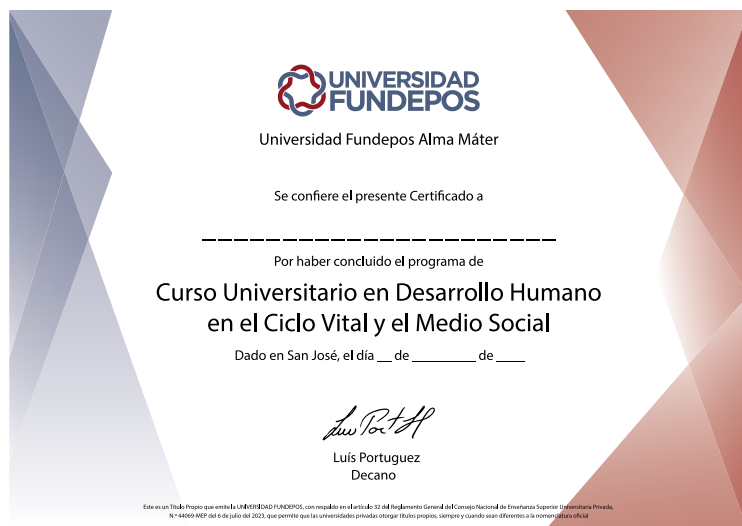 UNIVERSIDAD
FUNDEPOS
Universidad Fundepos Alma Máter
Se confiere el presente Certificado a
Por haber concluido el programa de
Curso Universitario en Desarrollo Humano
en el Ciclo Vital y el Medio Social
Dado en San José, el día __ de ________ de ____
Luís Portuguez
Decano
Este es un Título Propio que emite la UNIVERSIDAD FUNDEPOS, con respaldo en el artículo 32 del Reglamento General del Consejo Nacional de Enseñanza Superior Universitaria Privada,
N.º 44069-MEP del 6 de julio del 2023, que permite que las universidades privadas otorgar títulos propios, siempre y cuando sean diferentes a la nomenclatura oficial